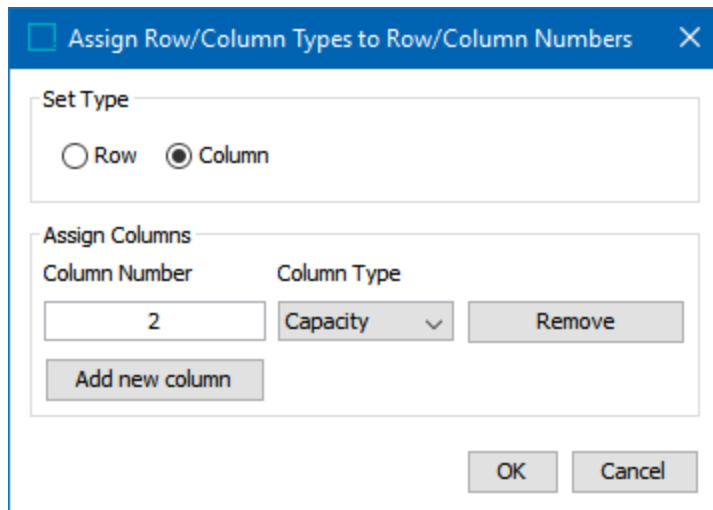 Assign Row/Column Types to Row/Column Numbers
Set Type
Row Column
Assign Columns
Column Number Column Type
2 Capacity Remove
Add new column
OK Cancel